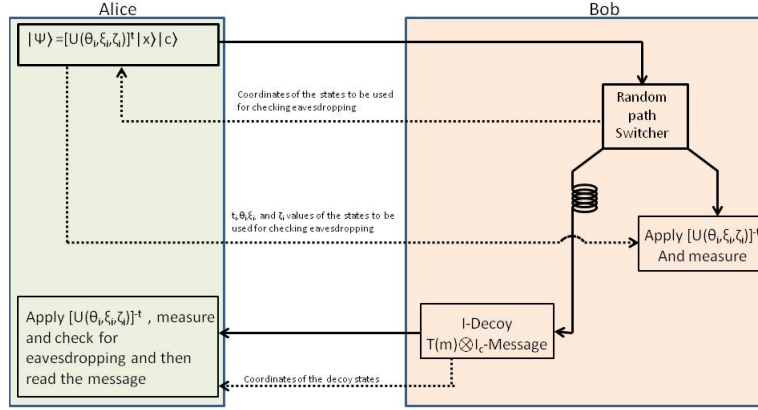 Alice
Bob
|Ψ⟩=[U(θᵢ,ξᵢ,ζᵢ)]ᵗ|x⟩|c⟩
Coordinates of the states to be used
for checking eavesdropping
Random
path
Switcher
tᵢ,θᵢ,ξᵢ, and ζᵢ values of the states to be
used for checking eavesdropping
Apply [U(θᵢ,ξᵢ,ζᵢ)]⁻ᵗ
And measure
Apply [U(θᵢ,ξᵢ,ζᵢ)]⁻ᵗ , measure
and check for
eavesdropping and then
read the message
I-Decoy
T(m)⊗I꜀-Message
Coordinates of the decoy states